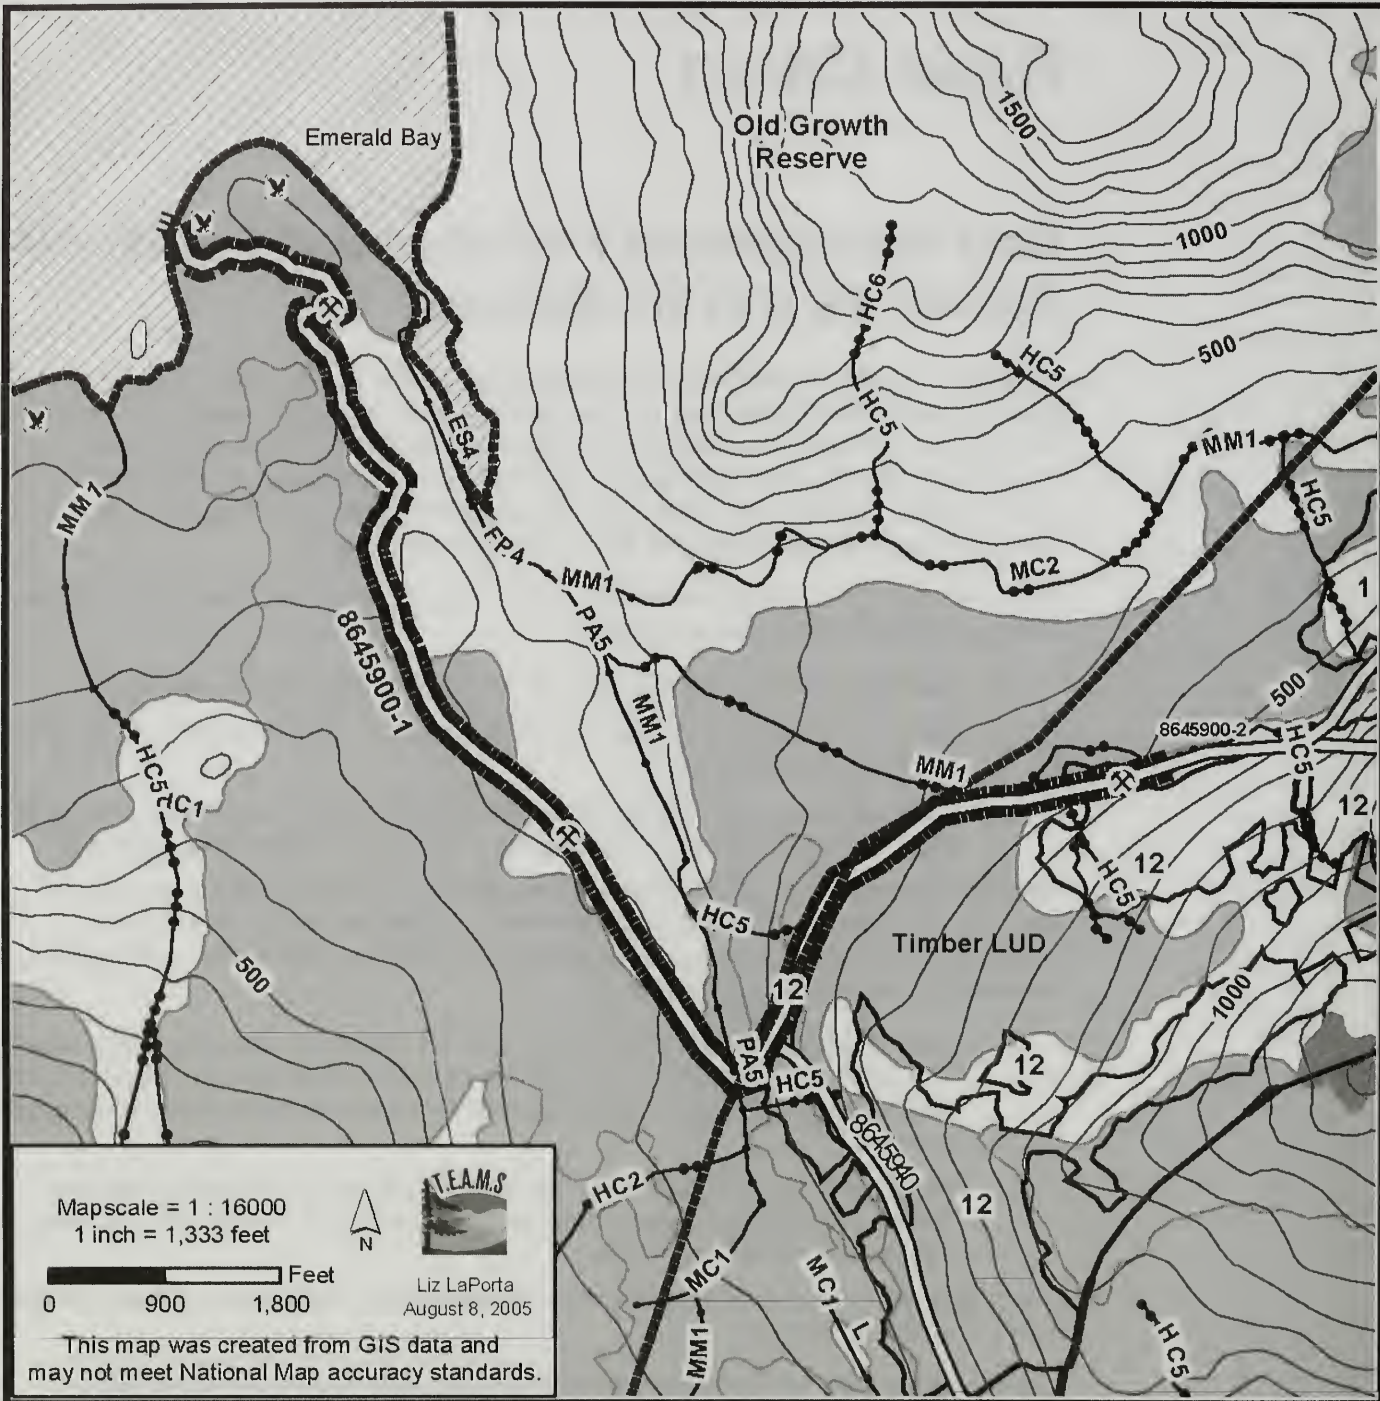 Emerald Bay
Old Growth
Reserve
1500
1000
HC6
HC5
500
HC5
MM1
HC5
ES4
MM1
FP4
MM1
MC2
PA5
1
8645900-1
MM1
500
8645900-2
HC5
MM1
HC5
HC1
12
12
HC5
HC5
Timber LUD
500
12
1000
PA5
HC5
12
8645940
HC2
12
MC1
MC1
L
MM1
HC5
Mapscale = 1 : 16000
1 inch = 1,333 feet
N
T.E.A.M.S
Feet
0 900 1,800
Liz LaPorta
August 8, 2005
This map was created from GIS data and
may not meet National Map accuracy standards.